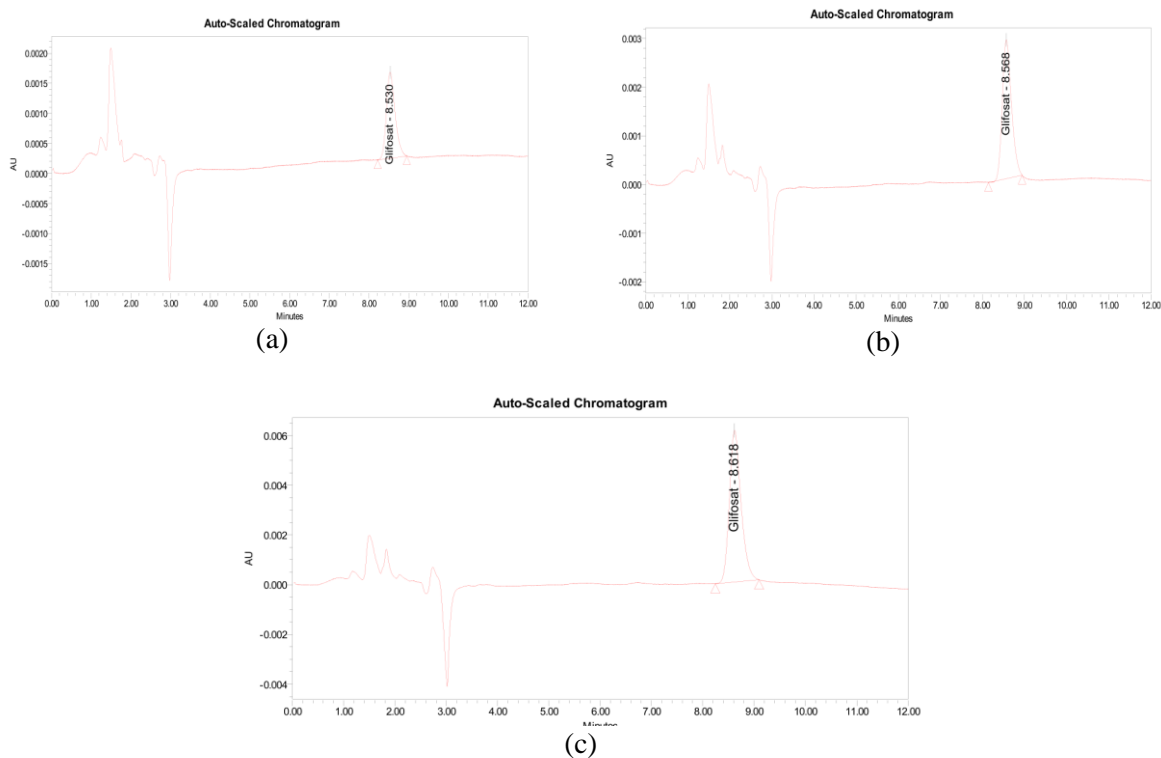 Auto-Scaled Chromatogram
0.0020
0.0015
0.0010
0.0005
0.0000
-0.0005
-0.0010
-0.0015
AU
Glifosat - 8.530
0.00 1.00 2.00 3.00 4.00 5.00 6.00 7.00 8.00 9.00 10.00 11.00 12.00
Minutes
(a)
Auto-Scaled Chromatogram
0.003
0.002
0.001
0.000
-0.001
-0.002
AU
Glifosat - 8.568
0.00 1.00 2.00 3.00 4.00 5.00 6.00 7.00 8.00 9.00 10.00 11.00 12.00
Minutes
(b)
Auto-Scaled Chromatogram
0.006
0.004
0.002
0.000
-0.002
-0.004
AU
Glifosat - 8.618
0.00 1.00 2.00 3.00 4.00 5.00 6.00 7.00 8.00 9.00 10.00 11.00 12.00
Minutes
(c)